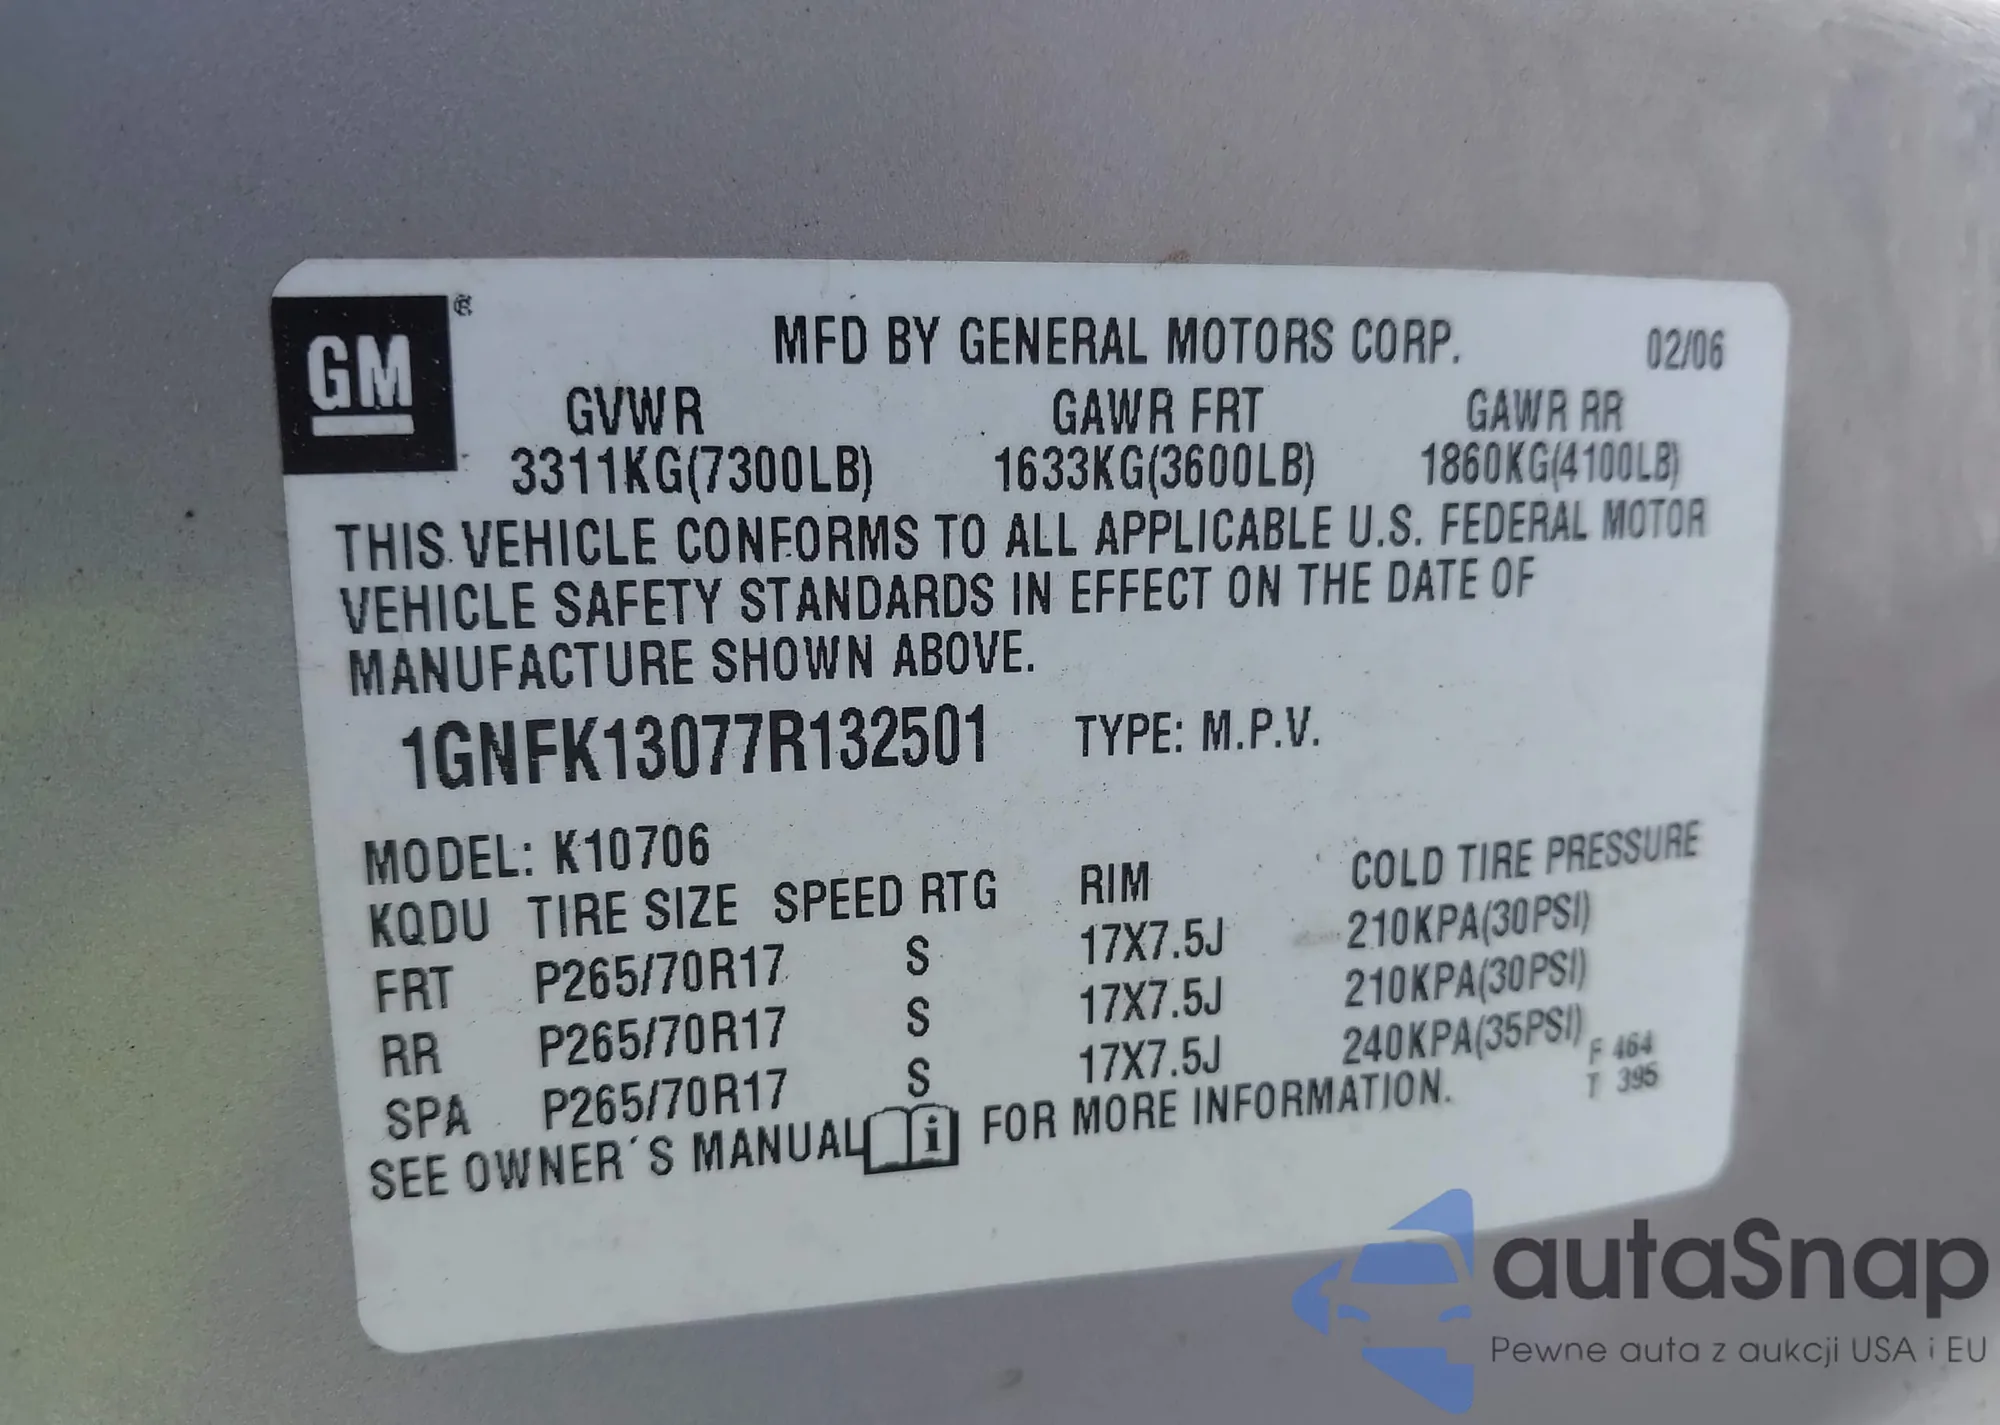 GM®
MFD BY GENERAL MOTORS CORP. 02/06
GVWR GAWR FRT GAWR RR
3311KG(7300LB) 1633KG(3600LB) 1860KG(4100LB)
THIS VEHICLE CONFORMS TO ALL APPLICABLE U.S. FEDERAL MOTOR
VEHICLE SAFETY STANDARDS IN EFFECT ON THE DATE OF
MANUFACTURE SHOWN ABOVE.
1GNFK13077R132501 TYPE: M.P.V.
MODEL: K10706
KQDU TIRE SIZE SPEED RTG RIM COLD TIRE PRESSURE
FRT P265/70R17 S 17X7.5J 210KPA(30PSI)
RR P265/70R17 S 17X7.5J 210KPA(30PSI)
SPA P265/70R17 S 17X7.5J 240KPA(35PSI)
SEE OWNER´S MANUAL i FOR MORE INFORMATION.
F 464
T 395
autaSnap
Pewne auta z aukcji USA i EU